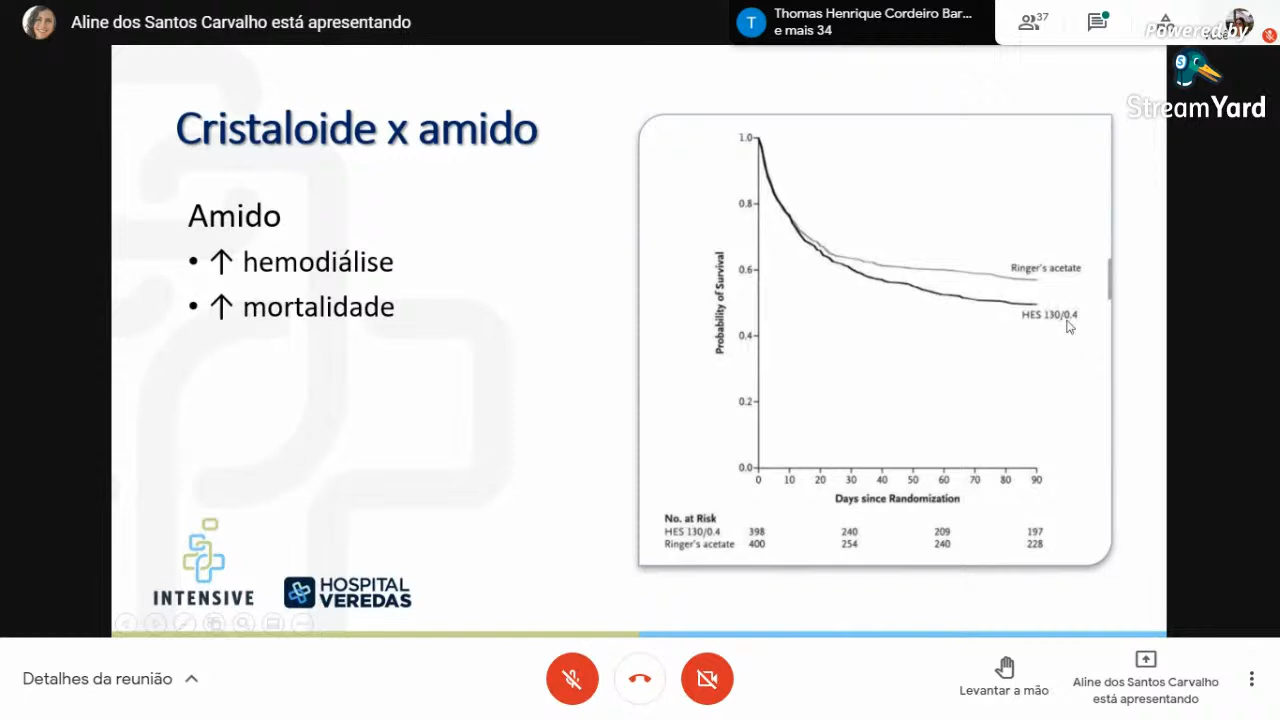 Aline dos Santos Carvalho está apresentando
Thomas Henrique Cordeiro Bar...
e mais 34
37
Powered by
StreamYard
Cristaloide x amido
Amido
• ↑ hemodiálise
• ↑ mortalidade
1.0
0.8
0.6
0.4
0.2
0.0
Probability of Survival
Ringer's acetate
HES 130/0.4
0 10 20 30 40 50 60 70 80 90
Days since Randomization
No. at Risk
HES 130/0.4 398 240 209 197
Ringer's acetate 400 254 240 228
INTENSIVE
HOSPITAL
VEREDAS
Detalhes da reunião
Levantar a mão
Aline dos Santos Carvalho
está apresentando